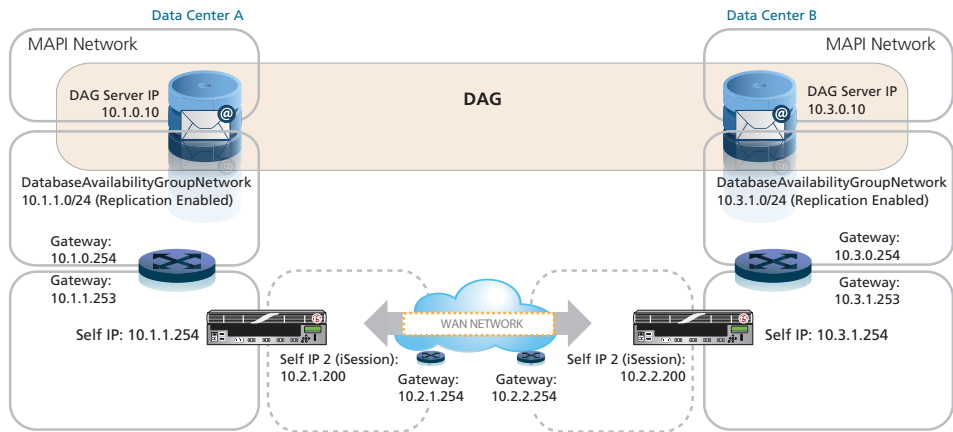 Data Center A
Data Center B
MAPI Network
MAPI Network
DAG Server IP
10.1.0.10
DAG
DAG Server IP
10.3.0.10
@
@
DatabaseAvailabilityGroupNetwork
10.1.1.0/24 (Replication Enabled)
DatabaseAvailabilityGroupNetwork
10.3.1.0/24 (Replication Enabled)
Gateway:
10.1.0.254
Gateway:
10.3.0.254
Gateway:
10.1.1.253
Gateway:
10.3.1.253
Self IP: 10.1.1.254
WAN NETWORK
Self IP: 10.3.1.254
Self IP 2 (iSession):
10.2.1.200
Self IP 2 (iSession):
10.2.2.200
Gateway:
10.2.1.254
Gateway:
10.2.2.254